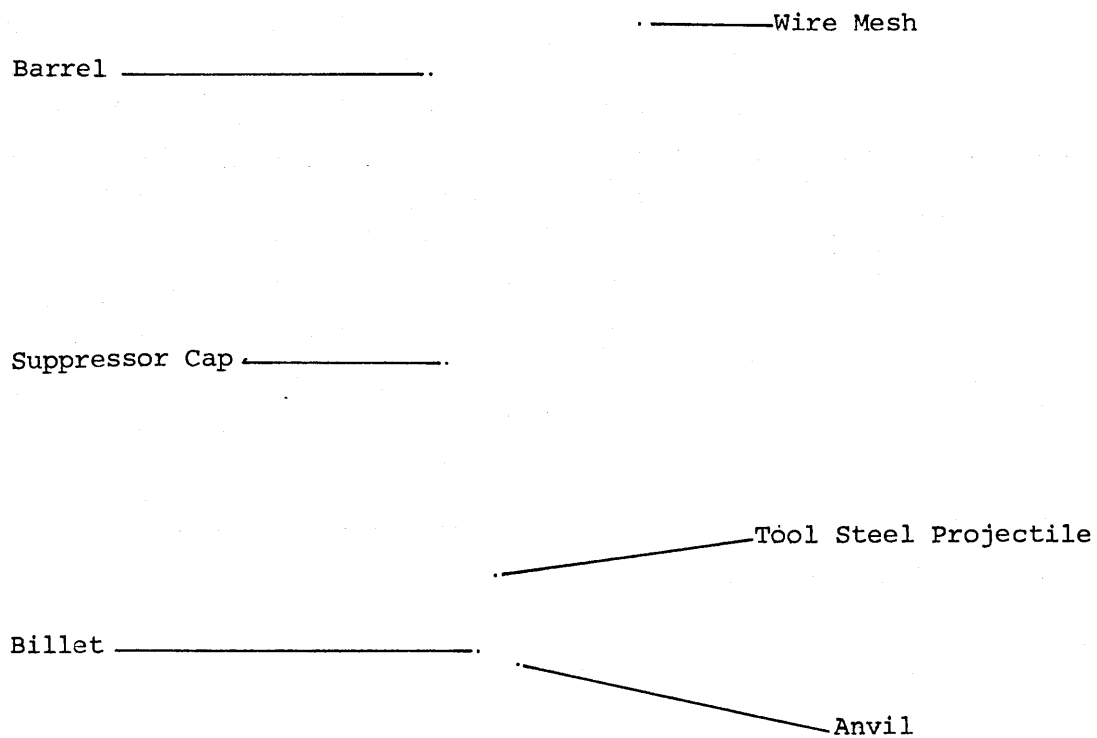 Wire Mesh
Barrel
Suppressor Cap
Tool Steel Projectile
Billet
Anvil